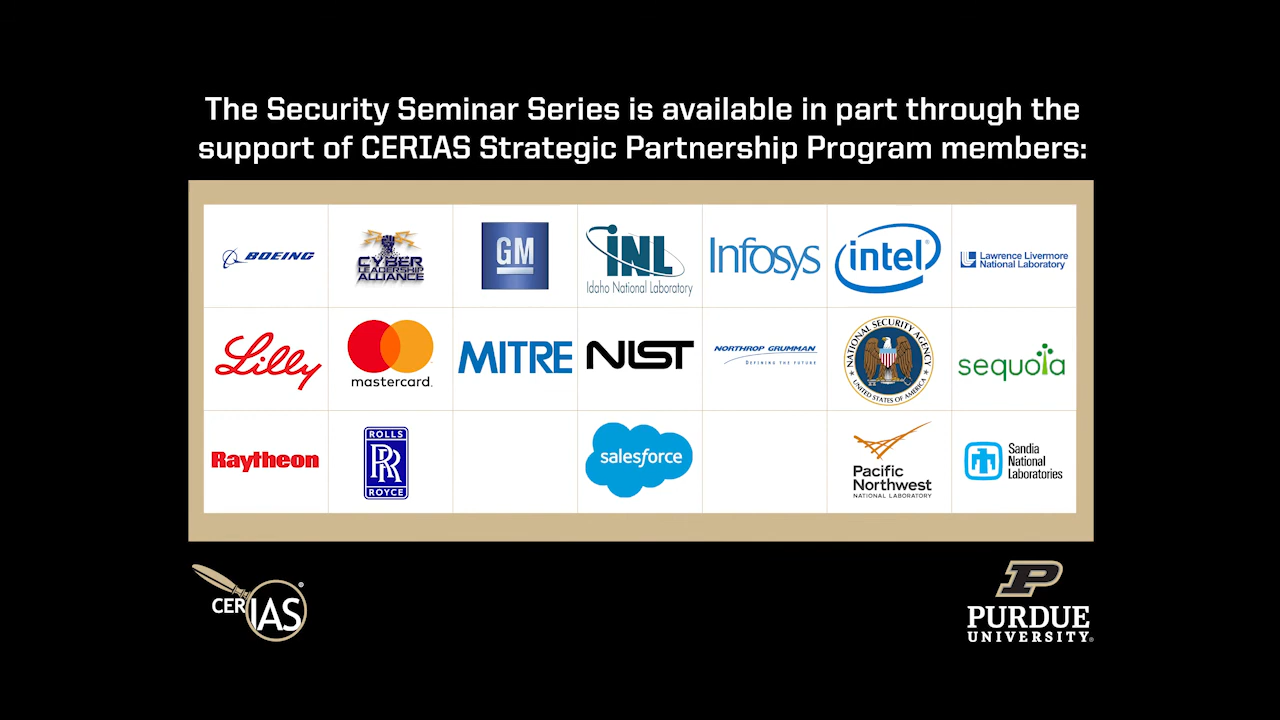 The Security Seminar Series is available in part through the
support of CERIAS Strategic Partnership Program members:
BOEING
CYBER
LEADERSHIP
ALLIANCE
GM
INL
Idaho National Laboratory
Infosys
intel®
Lawrence Livermore
National Laboratory
Lilly
mastercard.
MITRE
NIST
NORTHROP GRUMMAN
DEFINING THE FUTURE
NATIONAL SECURITY AGENCY
UNITED STATES OF AMERICA
sequoia
Raytheon
ROLLS
RR
ROYCE
salesforce
Pacific
Northwest
NATIONAL LABORATORY
Sandia
National
Laboratories
CERIAS®
P
PURDUE
UNIVERSITY®